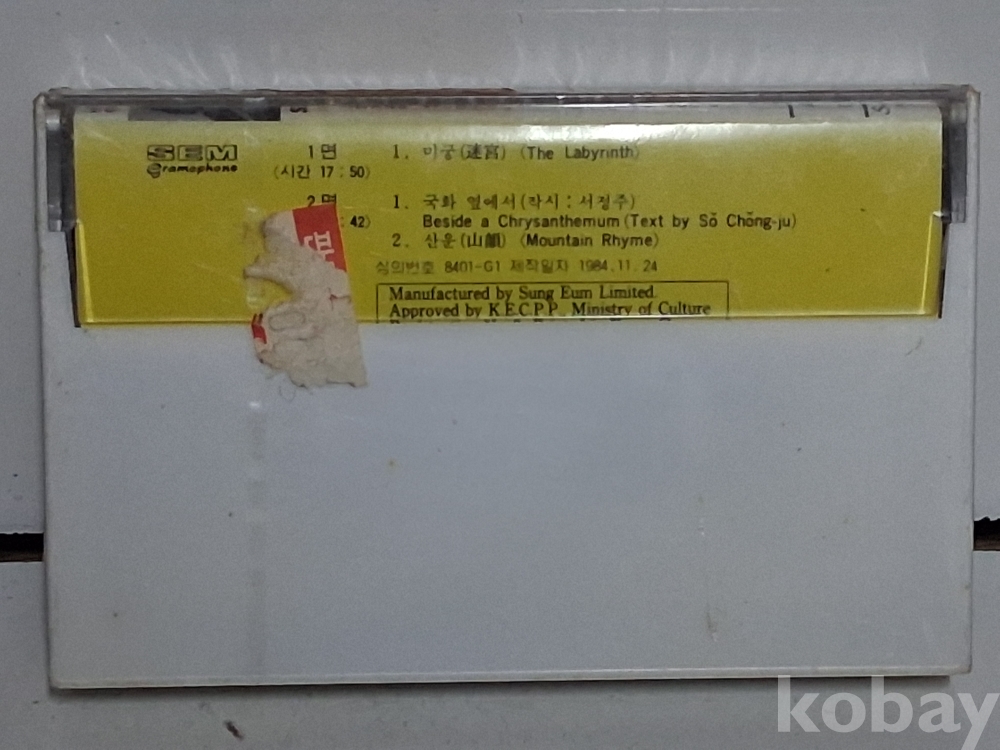 SEM
gramophone
1면
(시간 17:50)
1. 미궁(迷宮) (The Labyrinth)
2면
:42)
1. 국화 옆에서(작시:서정주)
Beside a Chrysanthemum (Text by Sŏ Chŏng-ju)
2. 산운(山韻) (Mountain Rhyme)
심의번호 8401-G1 제작일자 1984.11.24
Manufactured by Sung Eum Limited.
Approved by K.E.C.P.P. Ministry of Culture
kobay